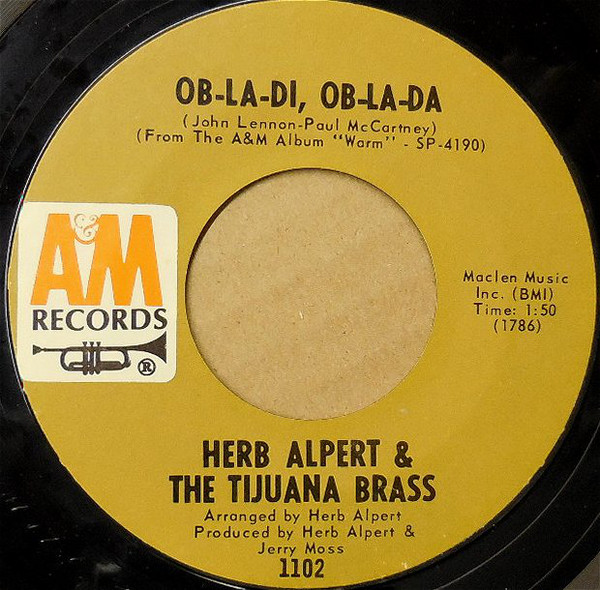 OB-LA-DI, OB-LA-DA
(John Lennon-Paul McCartney)
(From The A&M Album "Warm" - SP-4190)
A&M
RECORDS
®
Maclen Music
Inc. (BMI)
Time: 1:50
(1786)
HERB ALPERT &
THE TIJUANA BRASS
Arranged by Herb Alpert
Produced by Herb Alpert &
Jerry Moss
1102